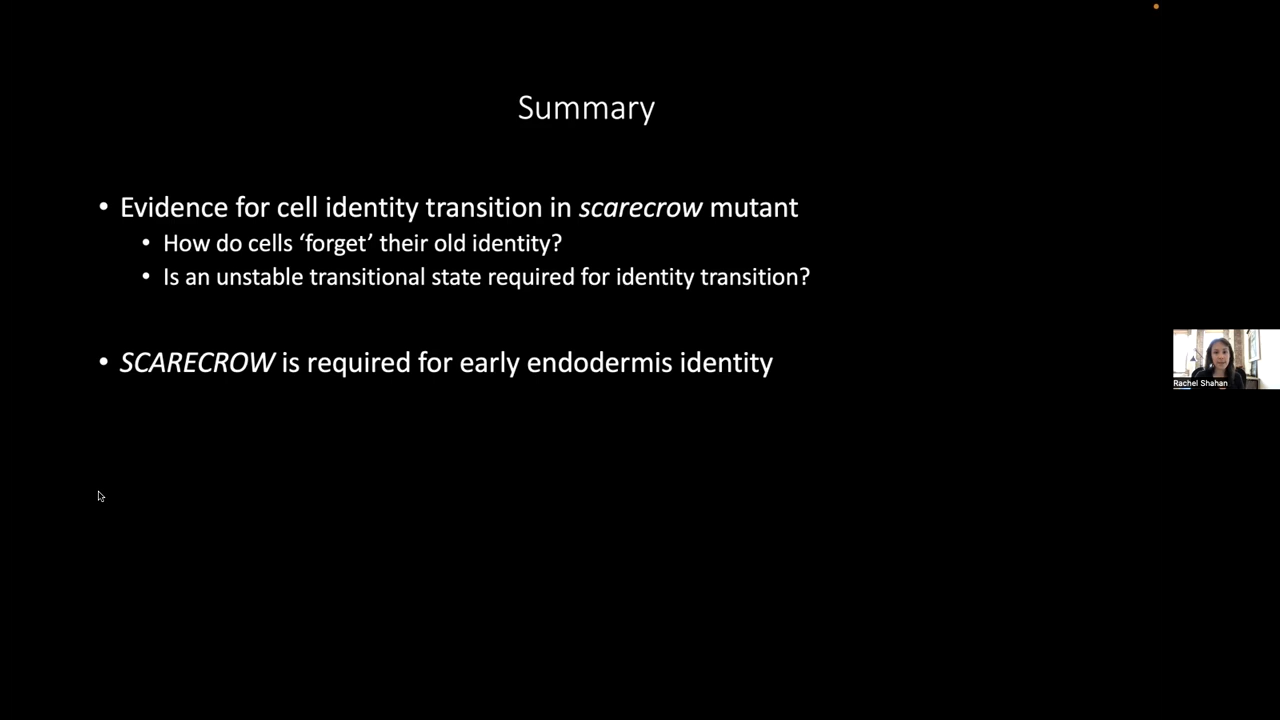 Summary
• Evidence for cell identity transition in scarecrow mutant
• How do cells ‘forget’ their old identity?
• Is an unstable transitional state required for identity transition?
• SCARECROW is required for early endodermis identity
Rachel Shahan